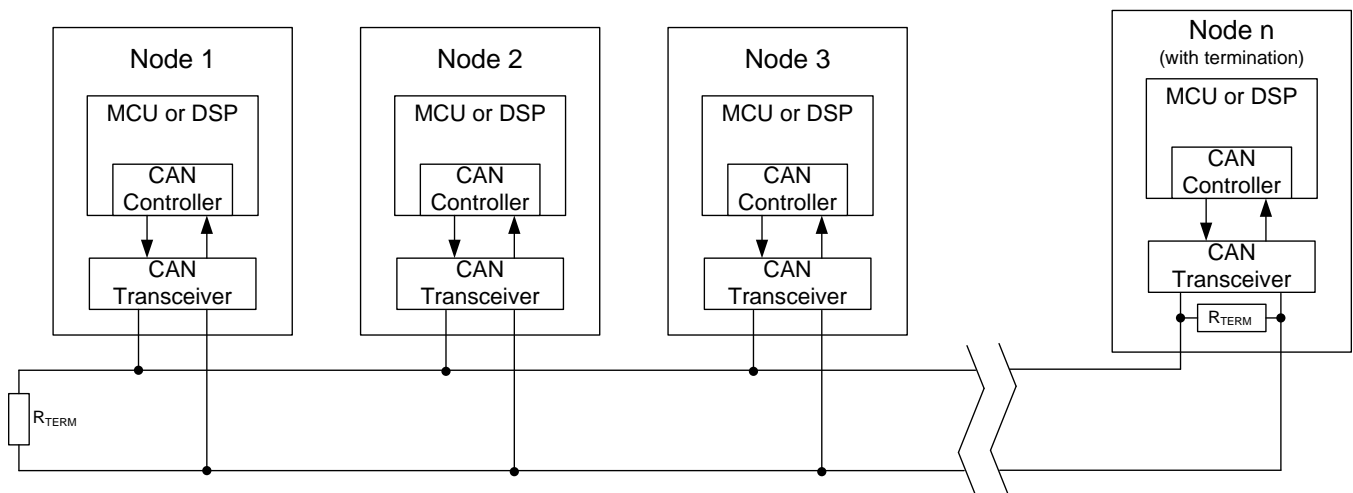 Node 1
MCU or DSP
CAN
Controller
CAN
Transceiver
Node 2
MCU or DSP
CAN
Controller
CAN
Transceiver
Node 3
MCU or DSP
CAN
Controller
CAN
Transceiver
Node n
(with termination)
MCU or DSP
CAN
Controller
CAN
Transceiver
RTERM
RTERM